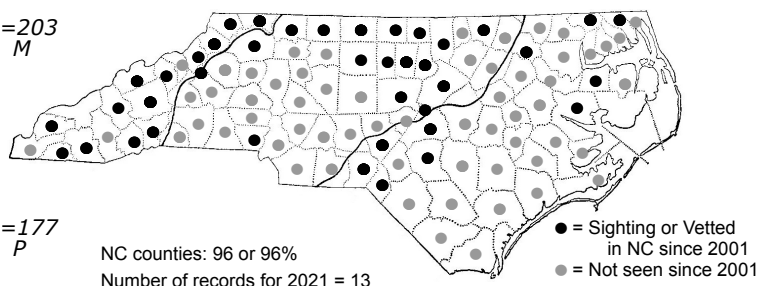 =203
M
=177
P
NC counties: 96 or 96%
Number of records for 2021 = 13
● = Sighting or Vetted
in NC since 2001
● = Not seen since 2001